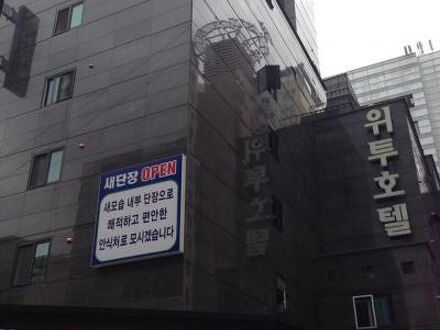 새단장 OPEN
새모습 내부 단장으로
쾌적하고 편안한
안식처로 모시겠습니다
위투호텔